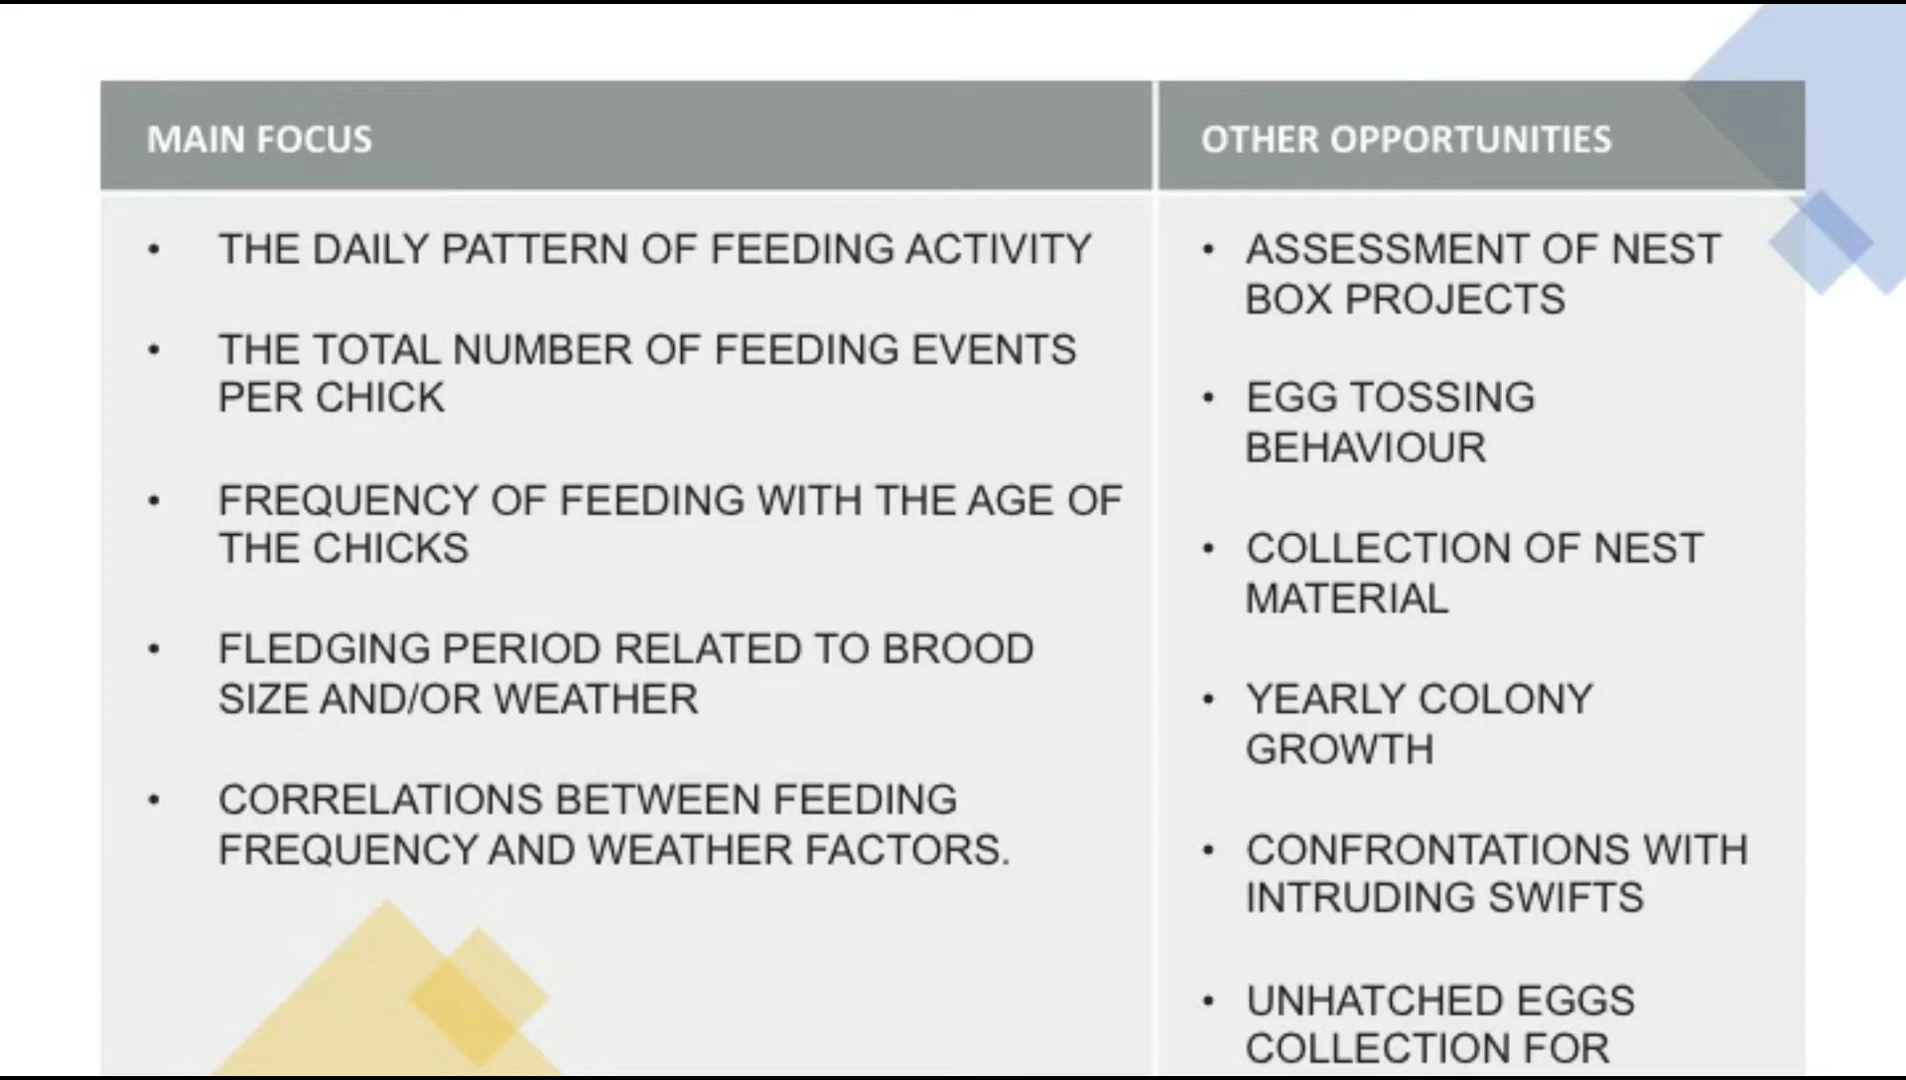 MAIN FOCUS
• THE DAILY PATTERN OF FEEDING ACTIVITY
• THE TOTAL NUMBER OF FEEDING EVENTS
PER CHICK
• FREQUENCY OF FEEDING WITH THE AGE OF
THE CHICKS
• FLEDGING PERIOD RELATED TO BROOD
SIZE AND/OR WEATHER
• CORRELATIONS BETWEEN FEEDING
FREQUENCY AND WEATHER FACTORS.
OTHER OPPORTUNITIES
• ASSESSMENT OF NEST
BOX PROJECTS
• EGG TOSSING
BEHAVIOUR
• COLLECTION OF NEST
MATERIAL
• YEARLY COLONY
GROWTH
• CONFRONTATIONS WITH
INTRUDING SWIFTS
• UNHATCHED EGGS
COLLECTION FOR